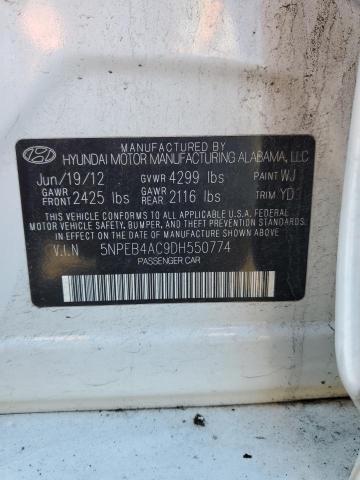 MANUFACTURED BY
HYUNDAI MOTOR MANUFACTURING ALABAMA, LLC
Jun/19/12 GVWR 4299 lbs PAINT WJ
GAWR FRONT 2425 lbs GAWR REAR 2116 lbs TRIM YD
THIS VEHICLE CONFORMS TO ALL APPLICABLE U.S. FEDERAL
MOTOR VEHICLE SAFETY, BUMPER, AND THEFT PREVENTION
STANDARDS IN EFFECT ON THE DATE OF MANUFACTURE SHOWN ABOVE.
V.I.N 5NPEB4AC9DH550774
PASSENGER CAR